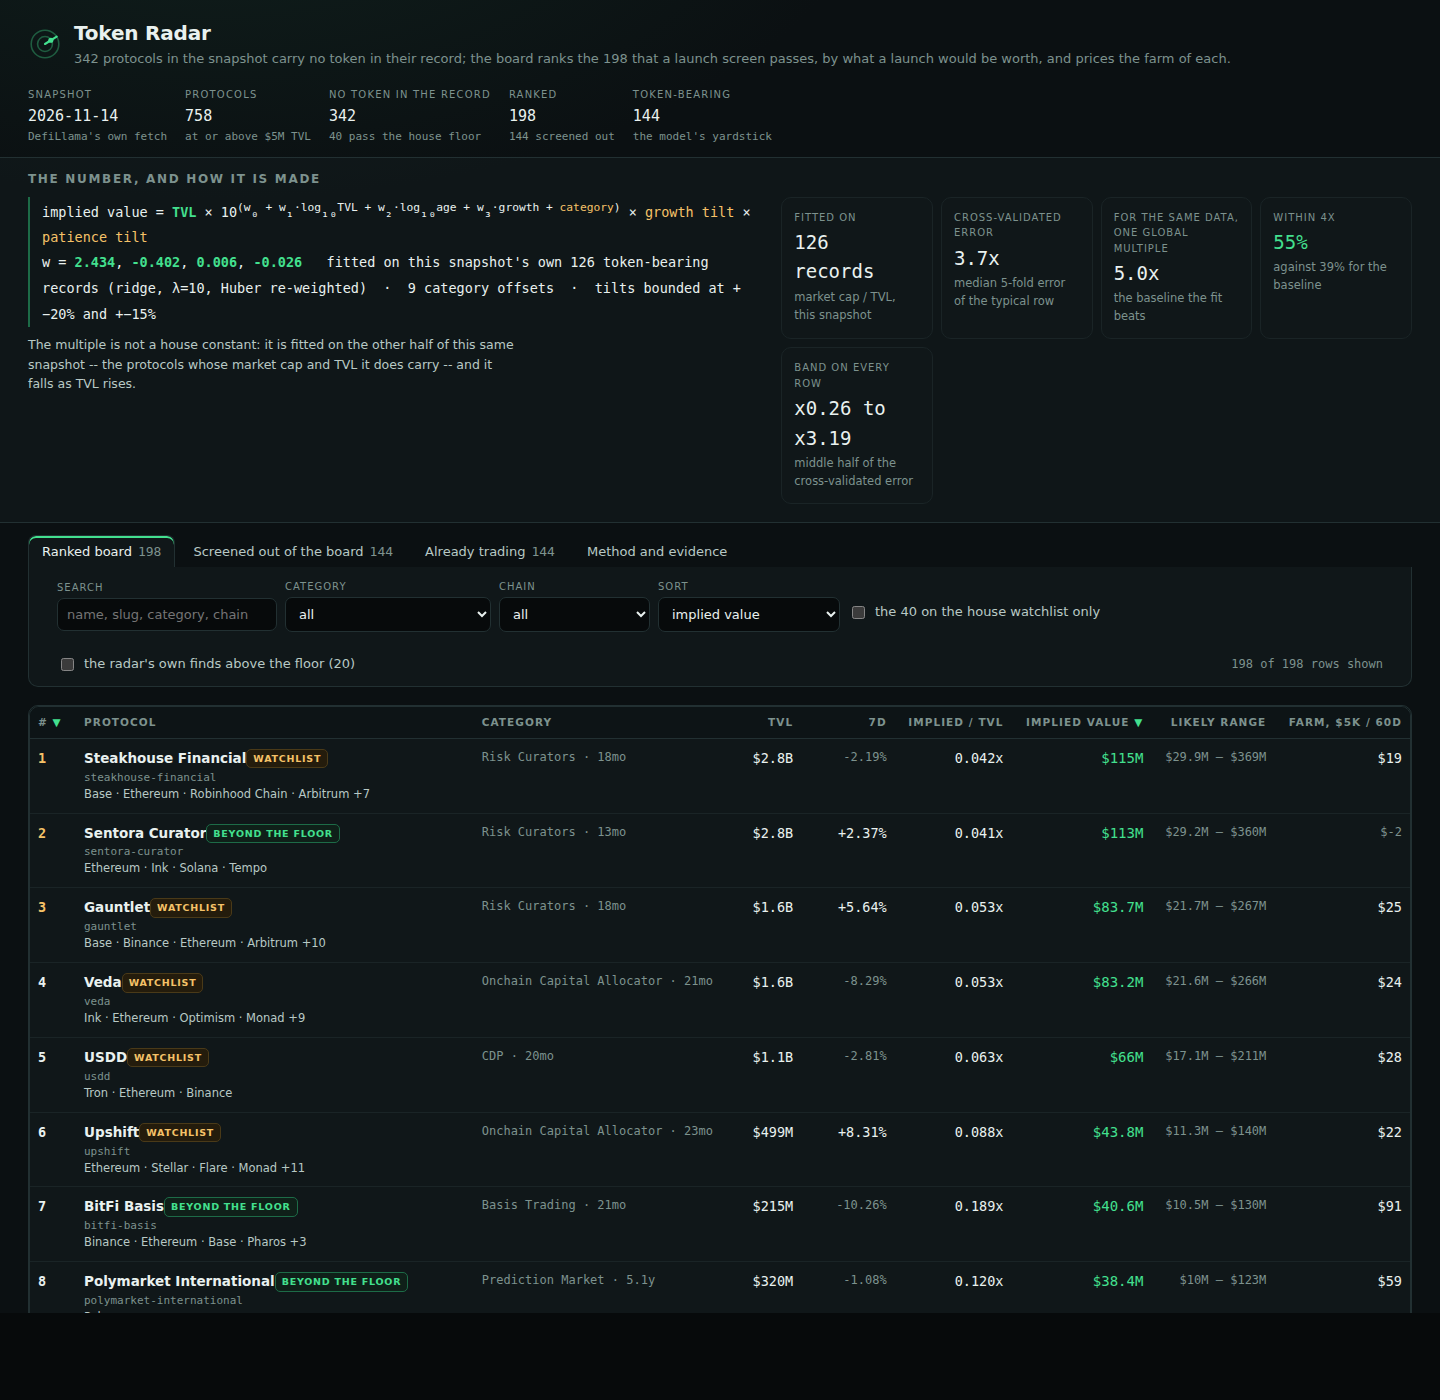 Token Radar
342 protocols in the snapshot carry no token in their record; the board ranks the 198 that a launch screen passes, by what a launch would be worth, and prices the farm of each.
SNAPSHOT
2026-11-14
DefiLlama's own fetch
PROTOCOLS
758
at or above $5M TVL
NO TOKEN IN THE RECORD
342
40 pass the house floor
RANKED
198
144 screened out
TOKEN-BEARING
144
the model's yardstick
THE NUMBER, AND HOW IT IS MADE
implied value = TVL × 10(w₀ + w₁·log₁₀TVL + w₂·log₁₀age + w₃·growth + category) × growth tilt ×
patience tilt
w = 2.434, -0.402, 0.006, -0.026 fitted on this snapshot's own 126 token-bearing
records (ridge, λ=10, Huber re-weighted) · 9 category offsets · tilts bounded at +
−20% and +−15%
The multiple is not a house constant: it is fitted on the other half of this same
snapshot -- the protocols whose market cap and TVL it does carry -- and it
falls as TVL rises.
FITTED ON
126
records
market cap / TVL,
this snapshot
CROSS-VALIDATED
ERROR
3.7x
median 5-fold error
of the typical row
FOR THE SAME DATA,
ONE GLOBAL
MULTIPLE
5.0x
the baseline the fit
beats
WITHIN 4X
55%
against 39% for the
baseline
BAND ON EVERY
ROW
x0.26 to
x3.19
middle half of the
cross-validated error
Ranked board 198
Screened out of the board 144
Already trading 144
Method and evidence
SEARCH
name, slug, category, chain
CATEGORY
all
CHAIN
all
SORT
implied value
the 40 on the house watchlist only
the radar's own finds above the floor (20)
198 of 198 rows shown
# ▼ PROTOCOL CATEGORY TVL 7D IMPLIED / TVL IMPLIED VALUE ▼ LIKELY RANGE FARM, $5K / 60D
1 Steakhouse Financial WATCHLIST Risk Curators · 18mo $2.8B -2.19% 0.042x $115M $29.9M — $369M $19
steakhouse-financial
Base · Ethereum · Robinhood Chain · Arbitrum +7
2 Sentora Curator BEYOND THE FLOOR Risk Curators · 13mo $2.8B +2.37% 0.041x $113M $29.2M — $360M $-2
sentora-curator
Ethereum · Ink · Solana · Tempo
3 Gauntlet WATCHLIST Risk Curators · 18mo $1.6B +5.64% 0.053x $83.7M $21.7M — $267M $25
gauntlet
Base · Binance · Ethereum · Arbitrum +10
4 Veda WATCHLIST Onchain Capital Allocator · 21mo $1.6B -8.29% 0.053x $83.2M $21.6M — $266M $24
veda
Ink · Ethereum · Optimism · Monad +9
5 USDD WATCHLIST CDP · 20mo $1.1B -2.81% 0.063x $66M $17.1M — $211M $28
usdd
Tron · Ethereum · Binance
6 Upshift WATCHLIST Onchain Capital Allocator · 23mo $499M +8.31% 0.088x $43.8M $11.3M — $140M $22
upshift
Ethereum · Stellar · Flare · Monad +11
7 BitFi Basis BEYOND THE FLOOR Basis Trading · 21mo $215M -10.26% 0.189x $40.6M $10.5M — $130M $91
bitfi-basis
Binance · Ethereum · Base · Pharos +3
8 Polymarket International BEYOND THE FLOOR Prediction Market · 5.1y $320M -1.08% 0.120x $38.4M $10M — $123M $59
polymarket-international